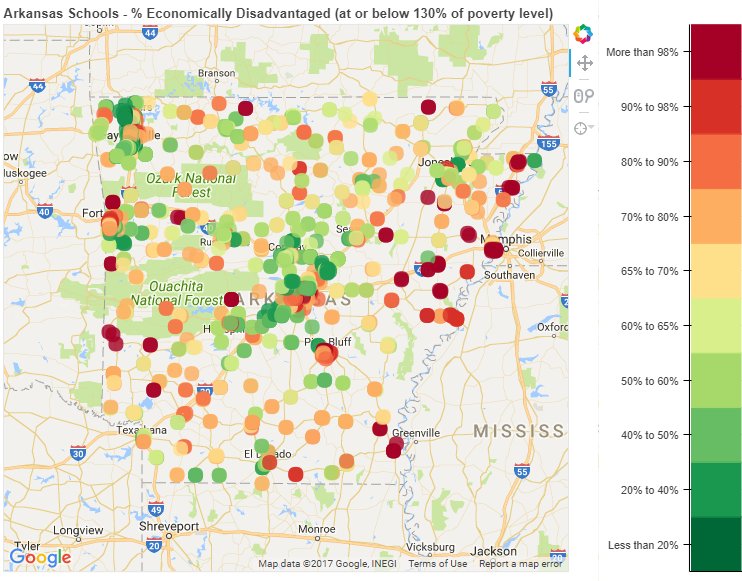 Arkansas Schools - % Economically Disadvantaged (at or below 130% of poverty level)
44
Branson
44
55
More than 98%
90% to 98%
80% to 90%
70% to 80%
65% to 70%
60% to 65%
50% to 60%
40% to 50%
20% to 40%
Less than 20%
155
Ozark National
Forest
40
Fort
Memphis
Collierville
Southaven
Ouachita
National Forest
Oxford
Pine Bluff
Texarkana
Greenville
MISSISS
30
El Dorado
55
49
Longview
Shreveport
Monroe
Vicksburg
Jackson
20
Tyler
Google
Map data ©2017 Google, INEGI
Terms of Use
Report a map error